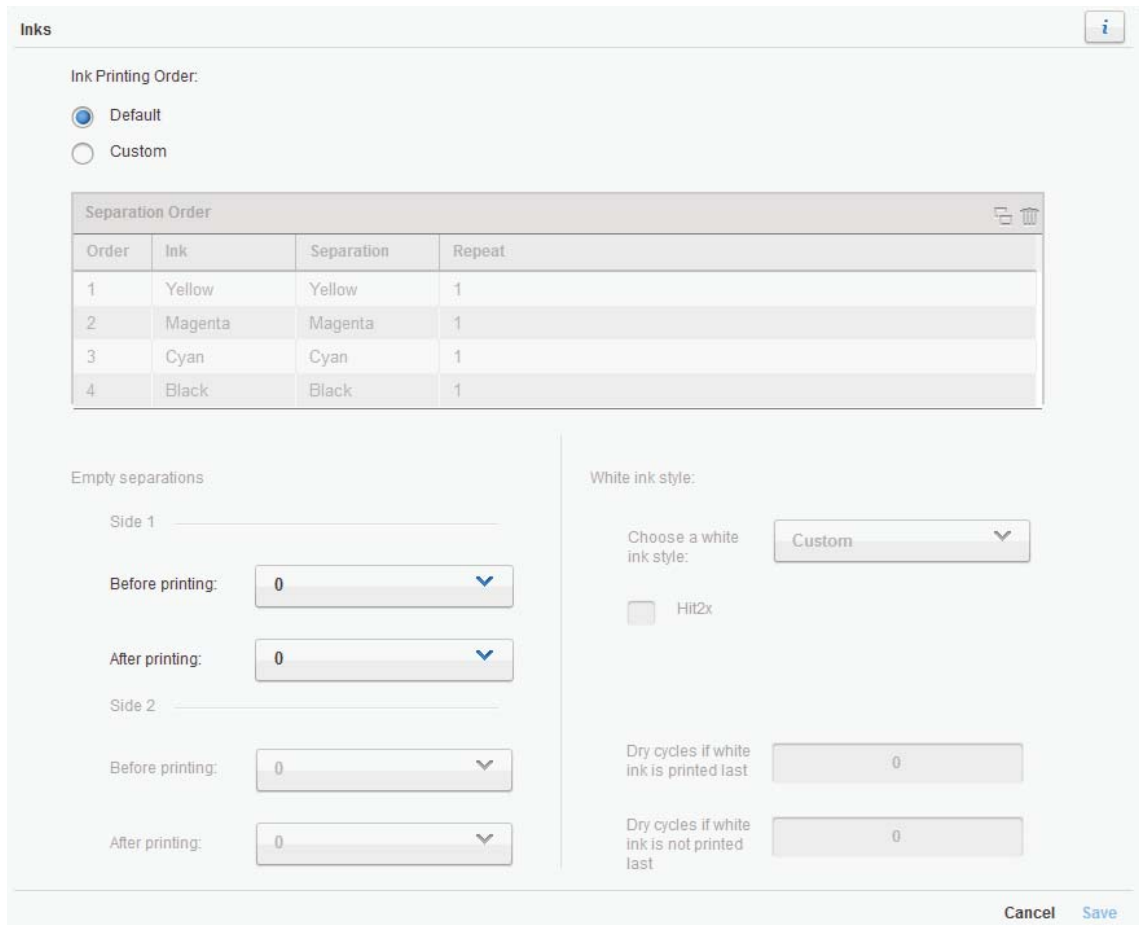 Inks
i
Ink Printing Order:
Default
Custom
Separation Order
Order Ink Separation Repeat
1 Yellow Yellow 1
2 Magenta Magenta 1
3 Cyan Cyan 1
4 Black Black 1
Empty separations
Side 1
Before printing: 0
After printing: 0
Side 2
Before printing: 0
After printing: 0
White ink style:
Choose a white
ink style:
Custom
Hit2x
Dry cycles if white
ink is printed last
0
Dry cycles if white
ink is not printed
last
0
Cancel Save